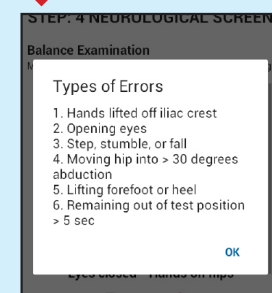 STEP: 4 NEUROLOGICAL SCREEN
Balance Examination
Types of Errors
1. Hands lifted off iliac crest
2. Opening eyes
3. Step, stumble, or fall
4. Moving hip into > 30 degrees
abduction
5. Lifting forefoot or heel
6. Remaining out of test position
> 5 sec
OK
Eyes closed - Hands on hips